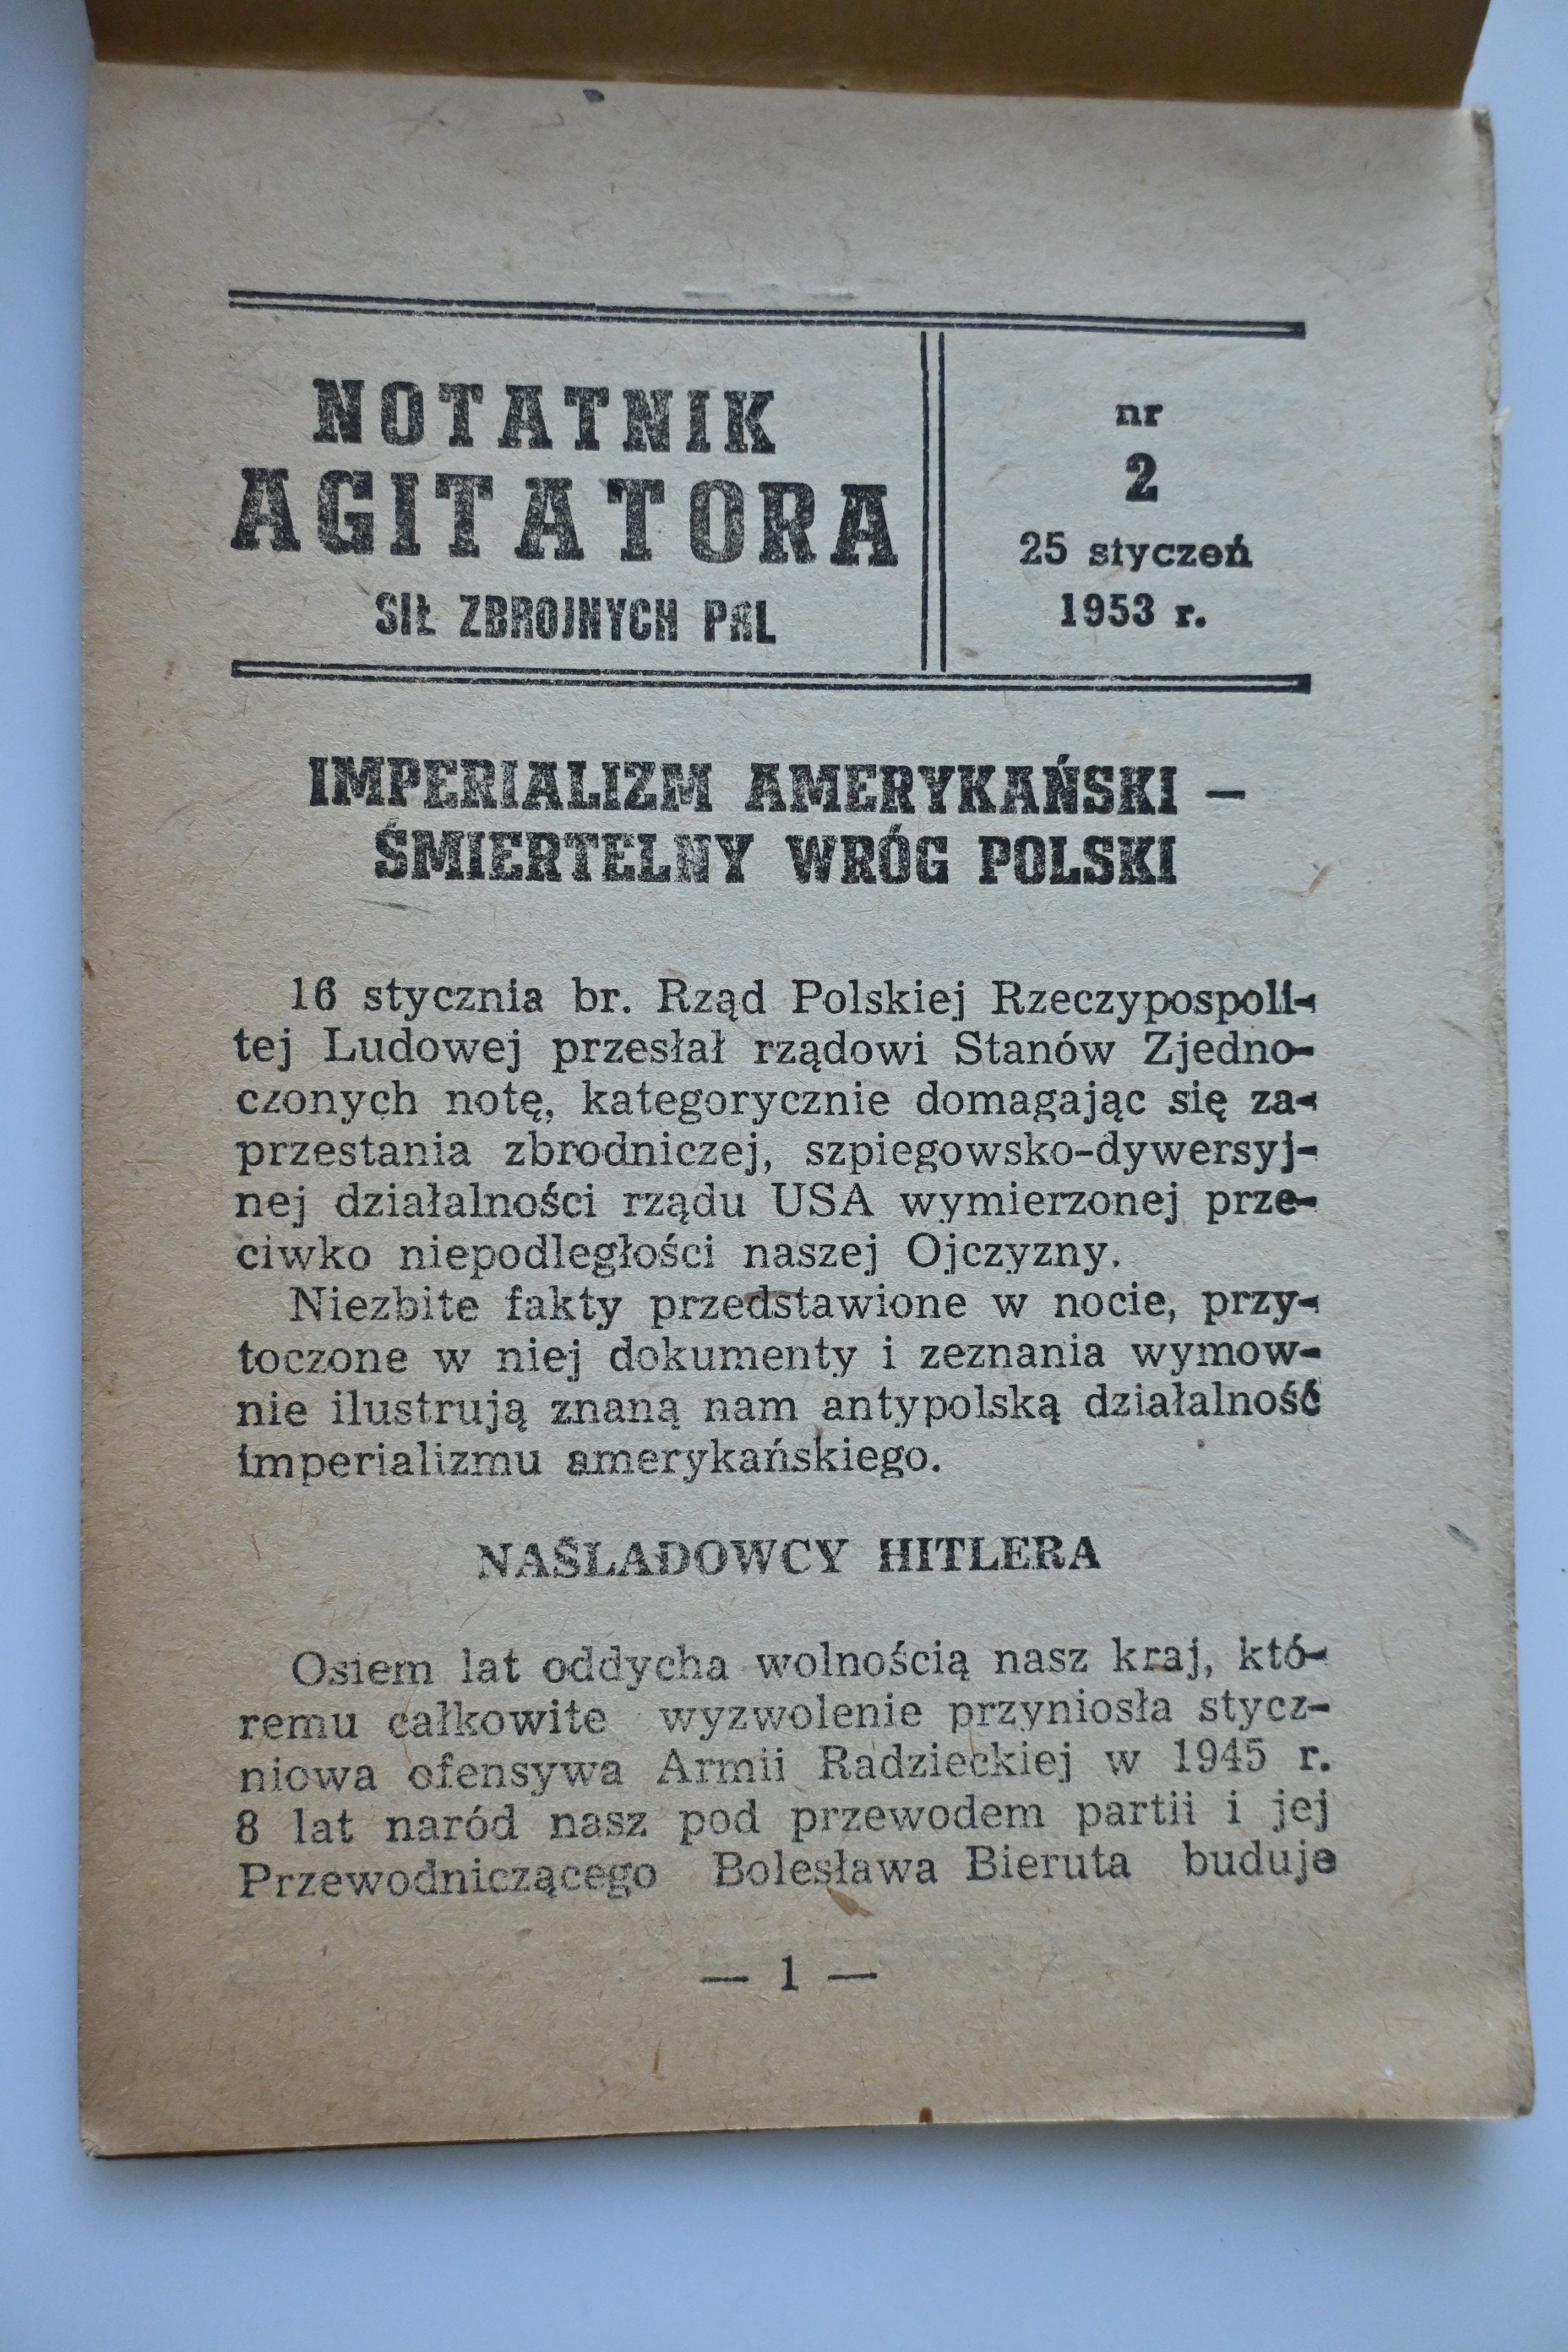 NOTATNIK
AGITATORA
SIŁ ZBROJNYCH PRL
nr
2
25 styczeń
1953 r.
IMPERIALIZM AMERYKAŃSKI —
ŚMIERTELNY WRÓG POLSKI
16 stycznia br. Rząd Polskiej Rzeczypospoli-
tej Ludowej przesłał rządowi Stanów Zjedno-
czonych notę, kategorycznie domagając się za-
przestania zbrodniczej, szpiegowsko-dywersyj-
nej działalności rządu USA wymierzonej prze-
ciwko niepodległości naszej Ojczyzny.
Niezbite fakty przedstawione w nocie, przy-
toczone w niej dokumenty i zeznania wymow-
nie ilustrują znaną nam antypolską działalność
imperializmu amerykańskiego.
NAŚLADOWCY HITLERA
Osiem lat oddycha wolnością nasz kraj, któ-
remu całkowite wyzwolenie przyniosła stycz-
niowa ofensywa Armii Radzieckiej w 1945 r.
8 lat naród nasz pod przewodem partii i jej
Przewodniczącego Bolesława Bieruta buduje
— 1 —